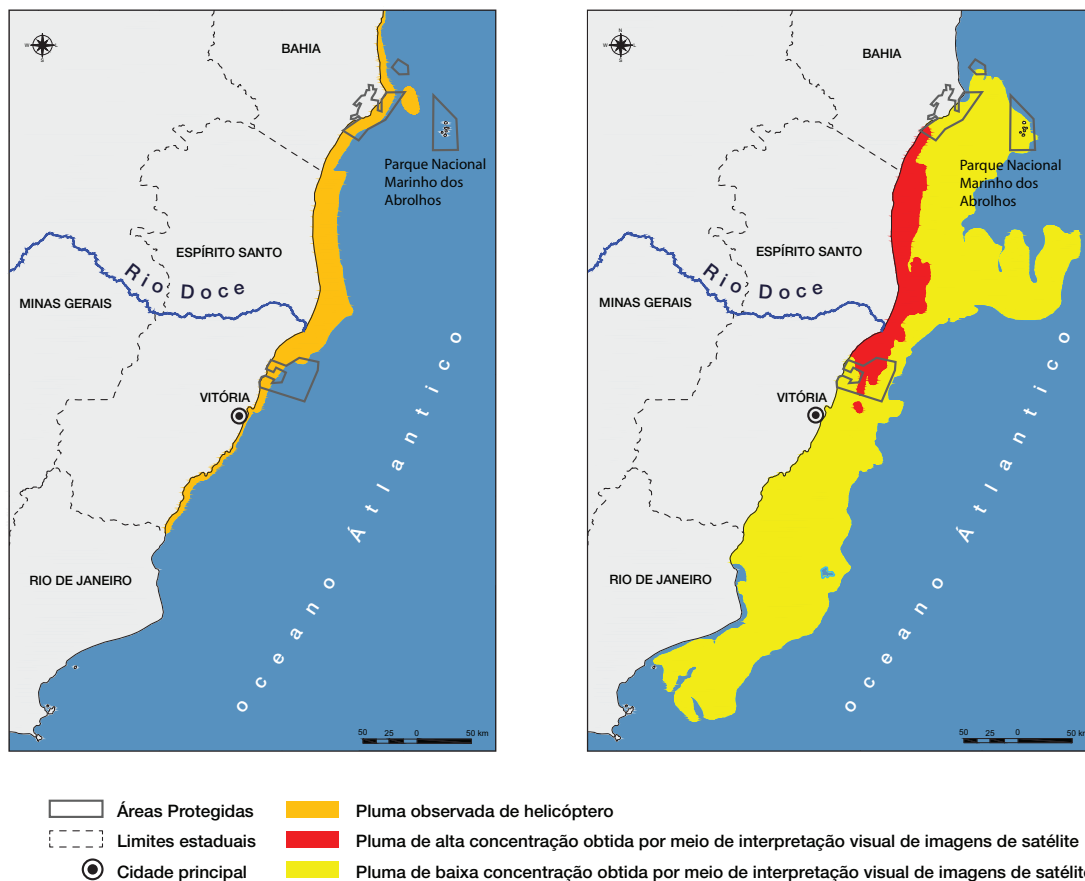 BAHIA
Parque Nacional
Marinho dos
Abrolhos
ESPÍRITO SANTO
Rio Doce
MINAS GERAIS
VITÓRIA
RIO DE JANEIRO
oceano Átlantico
50 25 0 50 km
N
BAHIA
Parque Nacional
Marinho dos
Abrolhos
ESPÍRITO SANTO
Rio Doce
MINAS GERAIS
VITÓRIA
RIO DE JANEIRO
oceano Átlantico
50 25 0 50 km
Áreas Protegidas
Pluma observada de helicóptero
Limites estaduais
Pluma de alta concentração obtida por meio de interpretação visual de imagens de satélite
Cidade principal
Pluma de baixa concentração obtida por meio de interpretação visual de imagens de satélite